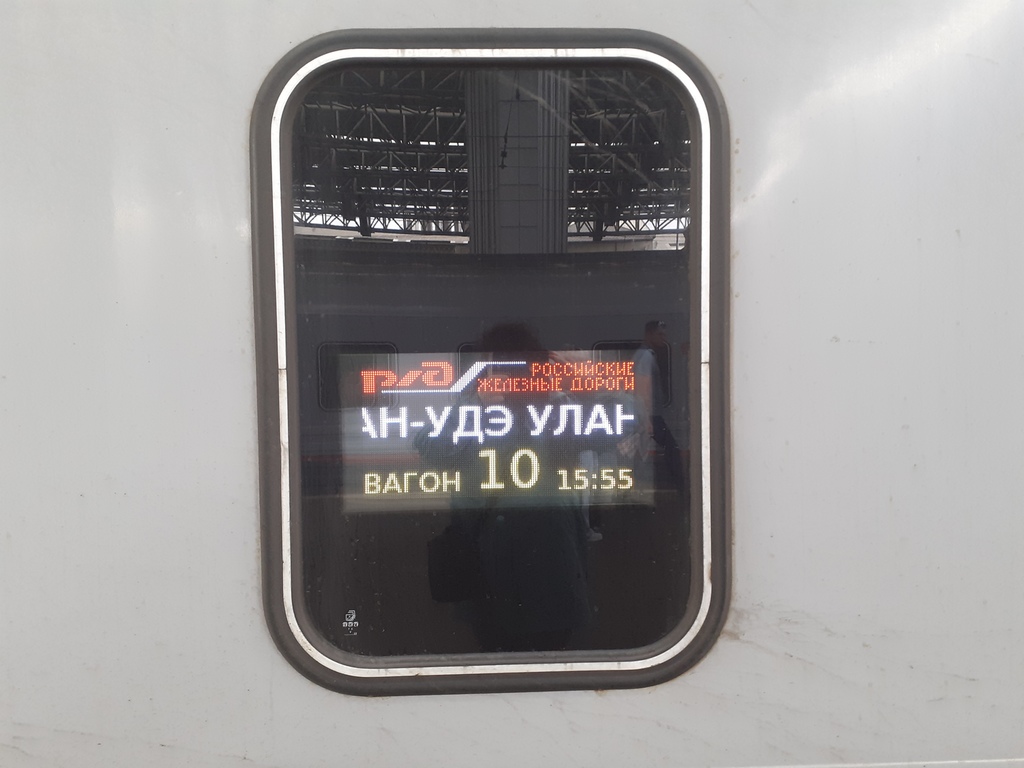 РЖД РОССИЙСКИЕ
ЖЕЛЕЗНЫЕ ДОРОГИ
АН-УДЭ УЛАН
ВАГОН 10 15:55